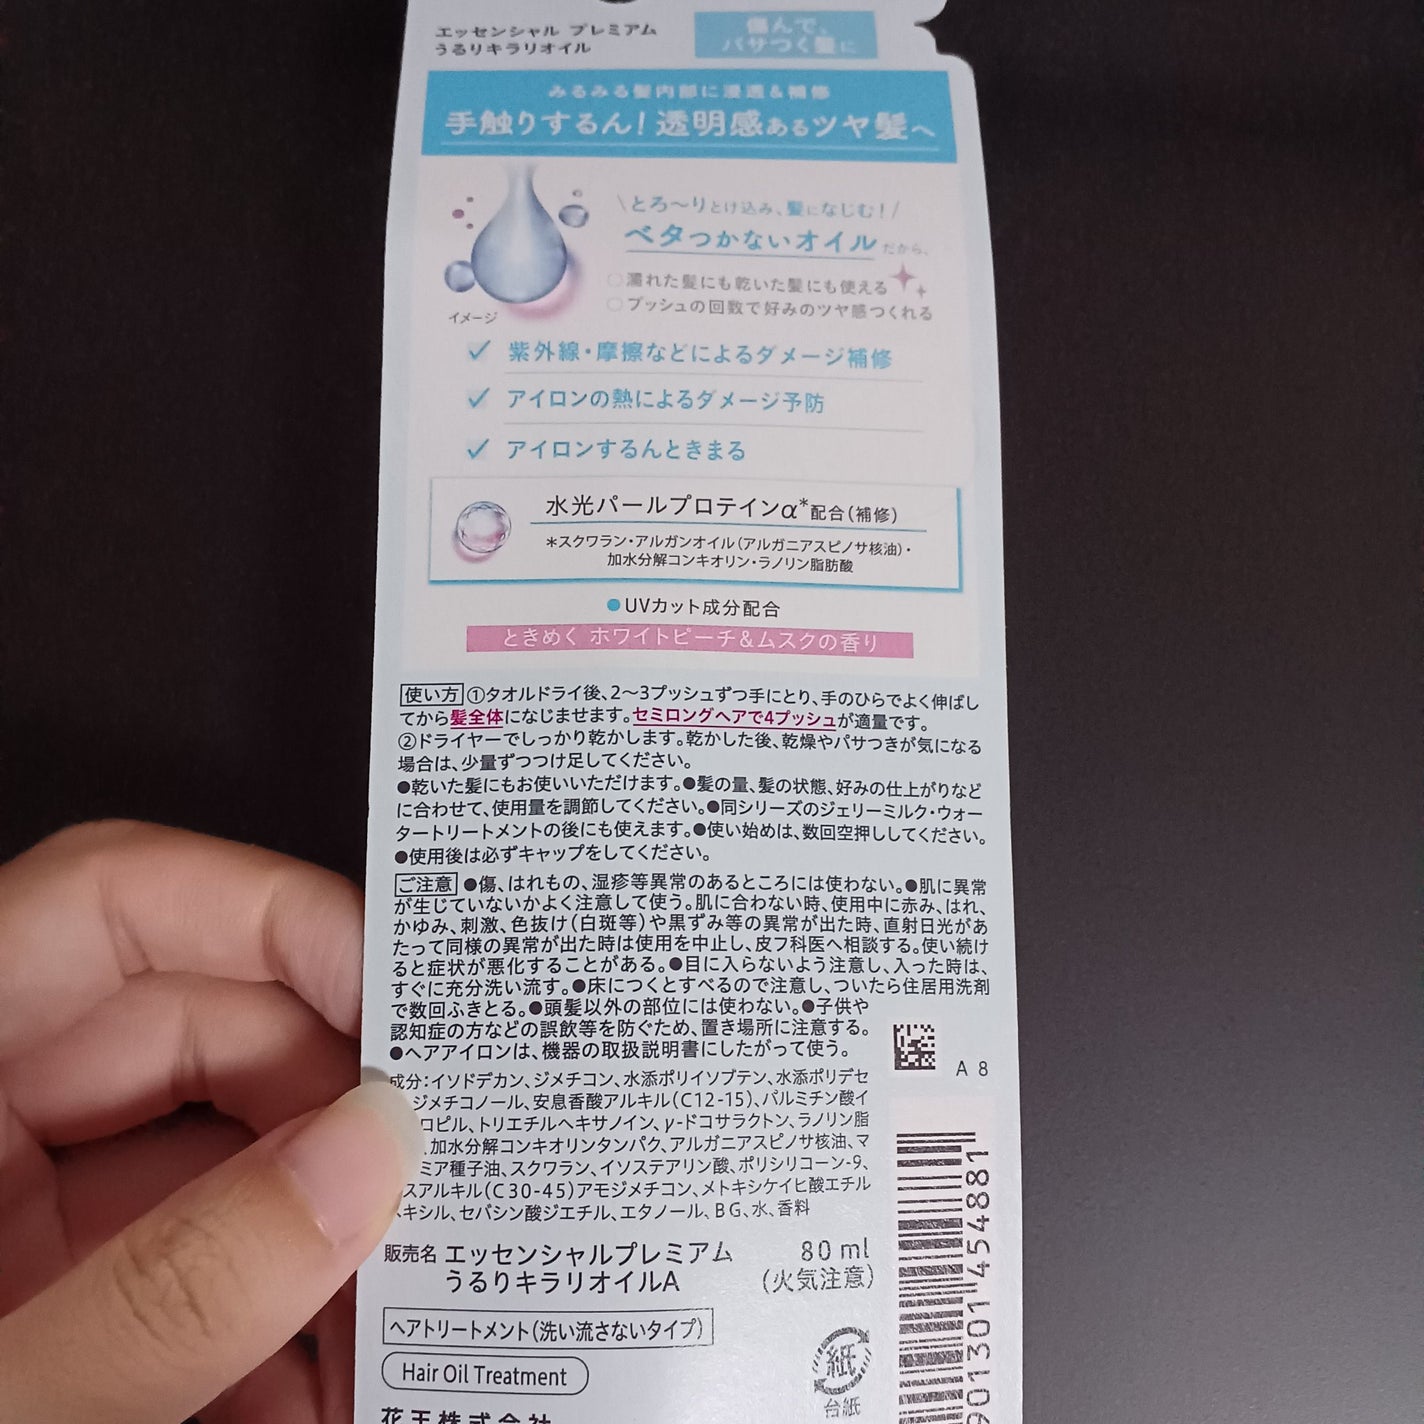 エッセンシャル プレミアム
うるりキラリオイル
傷んで、
パサつく髪に
みるみる髪内部に浸透&補修
手触りするん!透明感あるツヤ髪へ
\とろ〜りとけ込み、髪になじむ!/
ベタつかないオイルだから、
○濡れた髪にも乾いた髪にも使える
○プッシュの回数で好みのツヤ感つくれる
イメージ
✓ 紫外線・摩擦などによるダメージ補修
✓ アイロンの熱によるダメージ予防
✓ アイロンするんときまる
水光パールプロテインα*配合(補修)
*スクワラン・アルガンオイル(アルガニアスピノサ核油)・
加水分解コンキオリン・ラノリン脂肪酸
●UVカット成分配合
ときめく ホワイトピーチ&ムスクの香り
使い方 ①タオルドライ後、2〜3プッシュずつ手にとり、手のひらでよく伸ばし
てから髪全体になじませます。セミロングヘアで4プッシュが適量です。
②ドライヤーでしっかり乾かします。乾かした後、乾燥やパサつきが気になる
場合は、少量ずつつけ足してください。
●乾いた髪にもお使いいただけます。●髪の量、髪の状態、好みの仕上がりなど
に合わせて、使用量を調節してください。●同シリーズのジェリーミルク・ウォー
タートリートメントの後にも使えます。●使い始めは、数回空押ししてください。
●使用後は必ずキャップをしてください。
ご注意 ●傷、はれもの、湿疹等異常のあるところには使わない。●肌に異常
が生じていないかよく注意して使う。肌に合わない時、使用中に赤み、はれ、
かゆみ、刺激、色抜け(白斑等)や黒ずみ等の異常が出た時、直射日光があ
たって同様の異常が出た時は使用を中止し、皮フ科医へ相談する。使い続け
ると症状が悪化することがある。●目に入らないよう注意し、入った時は、
すぐに充分洗い流す。●床につくとすべるので注意し、ついたら住居用洗剤
で数回ふきとる。●頭髪以外の部位には使わない。●子供や
認知症の方などの誤飲等を防ぐため、置き場所に注意する。
●ヘアアイロンは、機器の取扱説明書にしたがって使う。
A 8
成分:イソドデカン、ジメチコン、水添ポリイソブテン、水添ポリデセ
ジメチコノール、安息香酸アルキル(C12-15)、パルミチン酸イ
ロピル、トリエチルヘキサノイン、γ-ドコサラクトン、ラノリン脂
、加水分解コンキオリンタンパク、アルガニアスピノサ核油、マ
ミア種子油、スクワラン、イソステアリン酸、ポリシリコーン-9、
スアルキル(C30-45)アモジメチコン、メトキシケイヒ酸エチル
ヘキシル、セバシン酸ジエチル、エタノール、BG、水、香料
販売名 エッセンシャルプレミアム
うるりキラリオイルA
80 ml
(火気注意)
ヘアトリートメント(洗い流さないタイプ)
Hair Oil Treatment
紙
台紙
花王株式会社
901301 454881